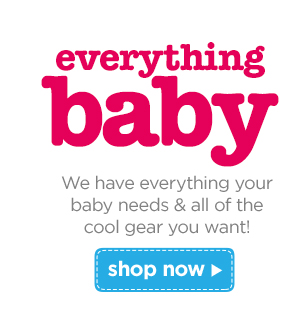 everything
baby
We have everything your
baby needs & all of the
cool gear you want!
shop now ▶